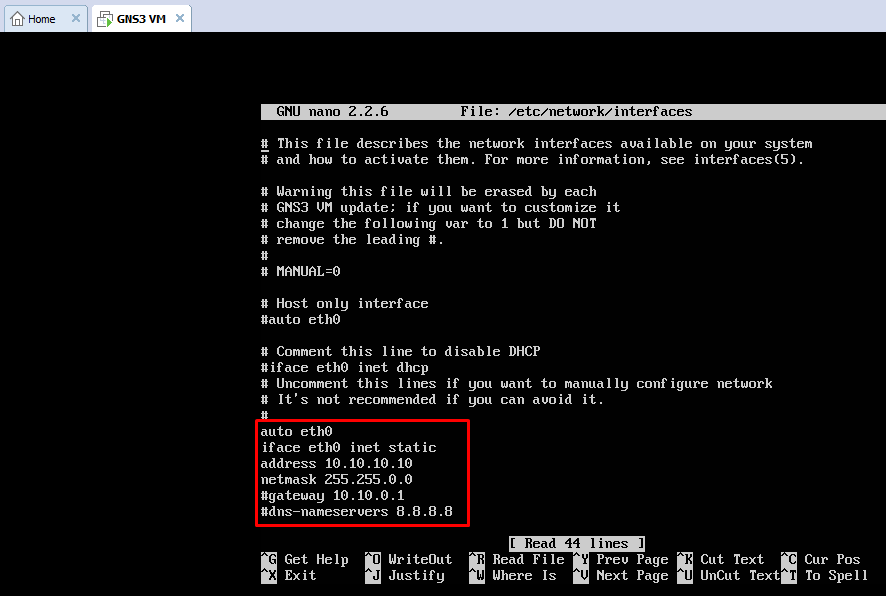 Home
GNS3 VM
GNU nano 2.2.6 File: /etc/network/interfaces
# This file describes the network interfaces available on your system
# and how to activate them. For more information, see interfaces(5).
# Warning this file will be erased by each
# GNS3 VM update; if you want to customize it
# change the following var to 1 but DO NOT
# remove the leading #.
#
# MANUAL=0
# Host only interface
#auto eth0
# Comment this line to disable DHCP
#iface eth0 inet dhcp
# Uncomment this lines if you want to manually configure network
# It's not recommended if you can avoid it.
#
auto eth0
iface eth0 inet static
address 10.10.10.10
netmask 255.255.0.0
#gateway 10.10.0.1
#dns-nameservers 8.8.8.8
[ Read 44 lines ]
^G Get Help ^O WriteOut ^R Read File ^Y Prev Page ^K Cut Text ^C Cur Pos
^X Exit ^J Justify ^W Where Is ^V Next Page ^U UnCut Text ^T To Spell